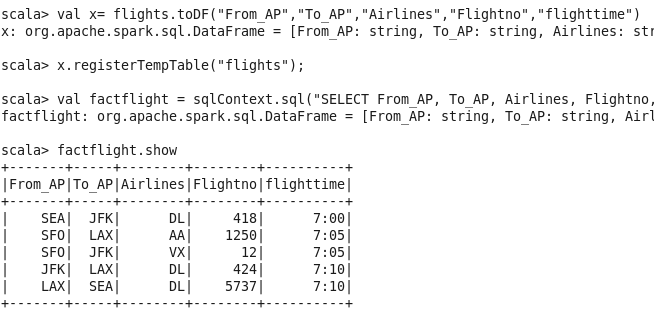 scala> val x= flights.toDF("From_AP","To_AP","Airlines","Flightno","flighttime")
x: org.apache.spark.sql.DataFrame = [From_AP: string, To_AP: string, Airlines: str
scala> x.registerTempTable("flights");
scala> val factflight = sqlContext.sql("SELECT From_AP, To_AP, Airlines, Flightno,
factflight: org.apache.spark.sql.DataFrame = [From_AP: string, To_AP: string, Airl
scala> factflight.show
+-------+-----+--------+--------+----------+
|From_AP|To_AP|Airlines|Flightno|flighttime|
+-------+-----+--------+--------+----------+
|    SEA|  JFK|      DL|     418|      7:00|
|    SFO|  LAX|      AA|    1250|      7:05|
|    SFO|  JFK|      VX|      12|      7:05|
|    JFK|  LAX|      DL|     424|      7:10|
|    LAX|  SEA|      DL|    5737|      7:10|
+-------+-----+--------+--------+----------+